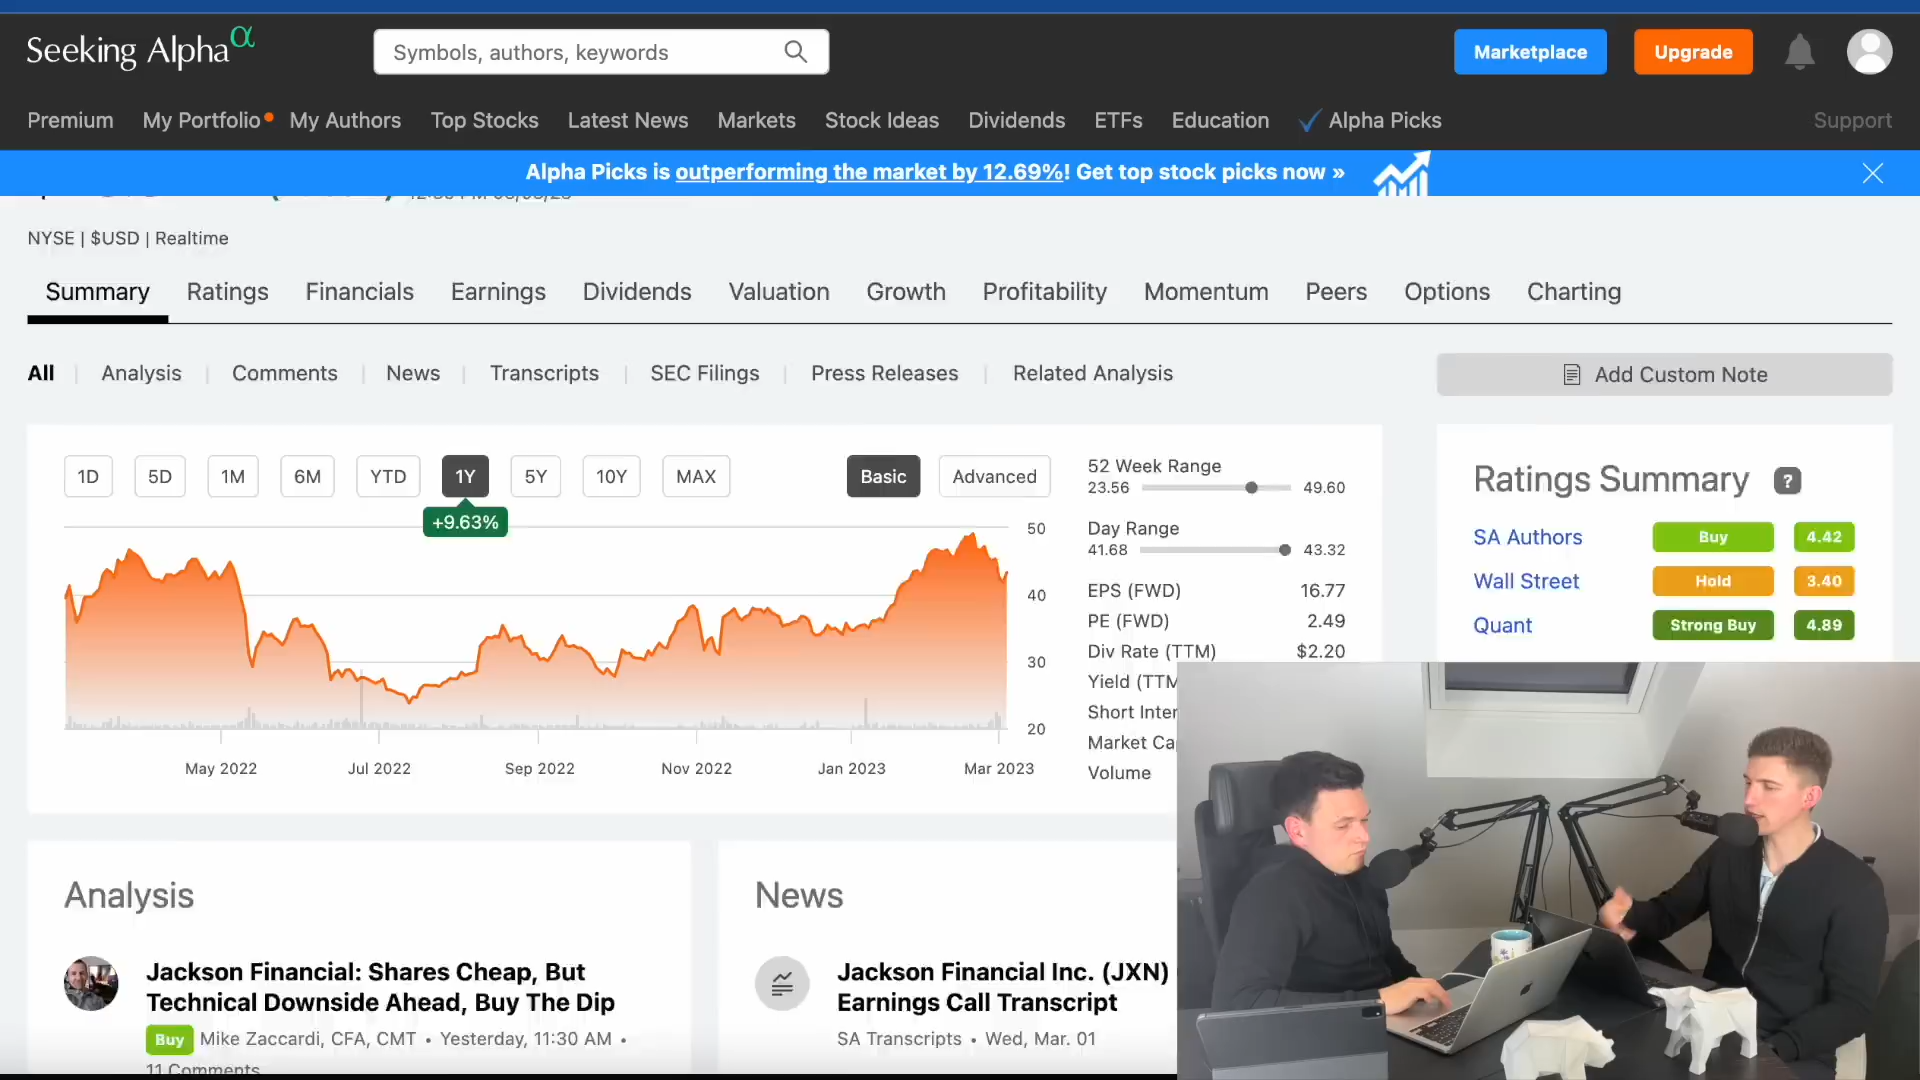 Seeking Alpha α
Symbols, authors, keywords
Marketplace
Upgrade
Premium
My Portfolio
My Authors
Top Stocks
Latest News
Markets
Stock Ideas
Dividends
ETFs
Education
Alpha Picks
Support
Alpha Picks is outperforming the market by 12.69%! Get top stock picks now »
NYSE | $USD | Realtime
Summary
Ratings
Financials
Earnings
Dividends
Valuation
Growth
Profitability
Momentum
Peers
Options
Charting
All
Analysis
Comments
News
Transcripts
SEC Filings
Press Releases
Related Analysis
Add Custom Note
1D
5D
1M
6M
YTD
1Y
5Y
10Y
MAX
Basic
Advanced
+9.63%
50
40
30
20
May 2022
Jul 2022
Sep 2022
Nov 2022
Jan 2023
Mar 2023
52 Week Range
23.56 49.60
Day Range
41.68 43.32
EPS (FWD) 16.77
PE (FWD) 2.49
Div Rate (TTM) $2.20
Yield (TTM
Short Inter
Market Ca
Volume
Ratings Summary ?
SA Authors Buy 4.42
Wall Street Hold 3.40
Quant Strong Buy 4.89
Analysis
Jackson Financial: Shares Cheap, But
Technical Downside Ahead, Buy The Dip
Buy Mike Zaccardi, CFA, CMT • Yesterday, 11:30 AM •
11 Comments
News
Jackson Financial Inc. (JXN)
Earnings Call Transcript
SA Transcripts • Wed, Mar. 01